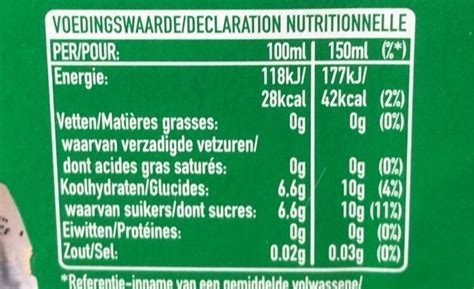 VOEDINGSWAARDE/DECLARATION NUTRITIONNELLE
PER/POUR: 100ml 150ml (%*)
Energie: 118kJ/ 177kJ/
28kcal 42kcal (2%)
Vetten/Matières grasses: 0g 0g (0%)
waarvan verzadigde vetzuren/
dont acides gras saturés: 0g 0g (0%)
Koolhydraten/Glucides: 6.6g 10g (4%)
waarvan suikers/dont sucres: 6.6g 10g (11%)
Eiwitten/Protéines: 0g 0g (0%)
Zout/Sel: 0.02g 0.03g (0%)
*Referentie-inname van een gemiddelde volwassene/